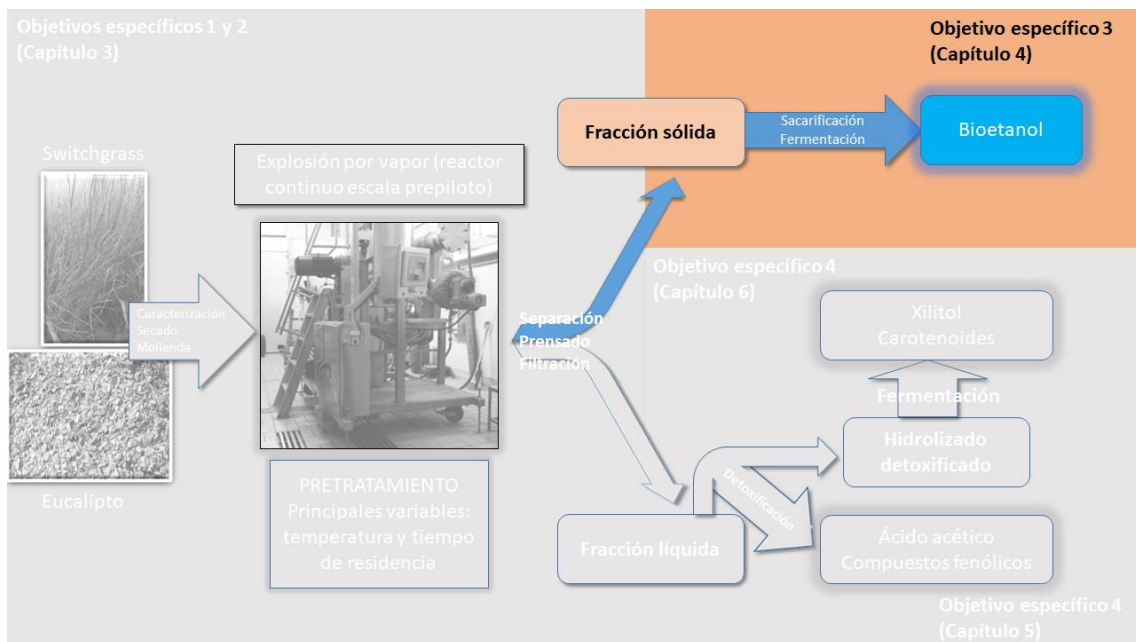 Objetivos específicos 1 y 2
(Capítulo 3)
Objetivo específico 3
(Capítulo 4)
Fracción sólida
Sacarificación
Fermentación
Bioetanol
Switchgrass
Explosión por vapor (reactor
continuo escala prepiloto)
Caracterización
Secado
Molienda
Eucalipto
PRETRATAMIENTO
Principales variables:
temperatura y tiempo
de residencia
Separación
Prensado
Filtración
Objetivo específico 4
(Capítulo 6)
Xilitol
Carotenoides
Fermentación
Hidrolizado
detoxificado
Detoxificación
Fracción líquida
Ácido acético
Compuestos fenólicos
Objetivo específico 4
(Capítulo 5)